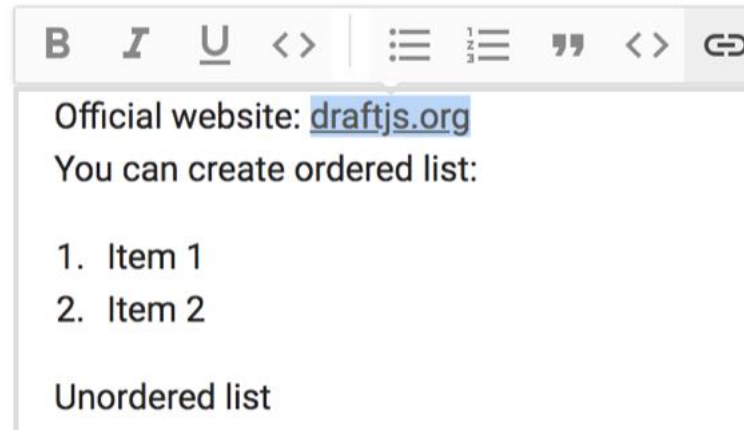 B I U <>
Official website: draftjs.org
You can create ordered list:
1. Item 1
2. Item 2
Unordered list